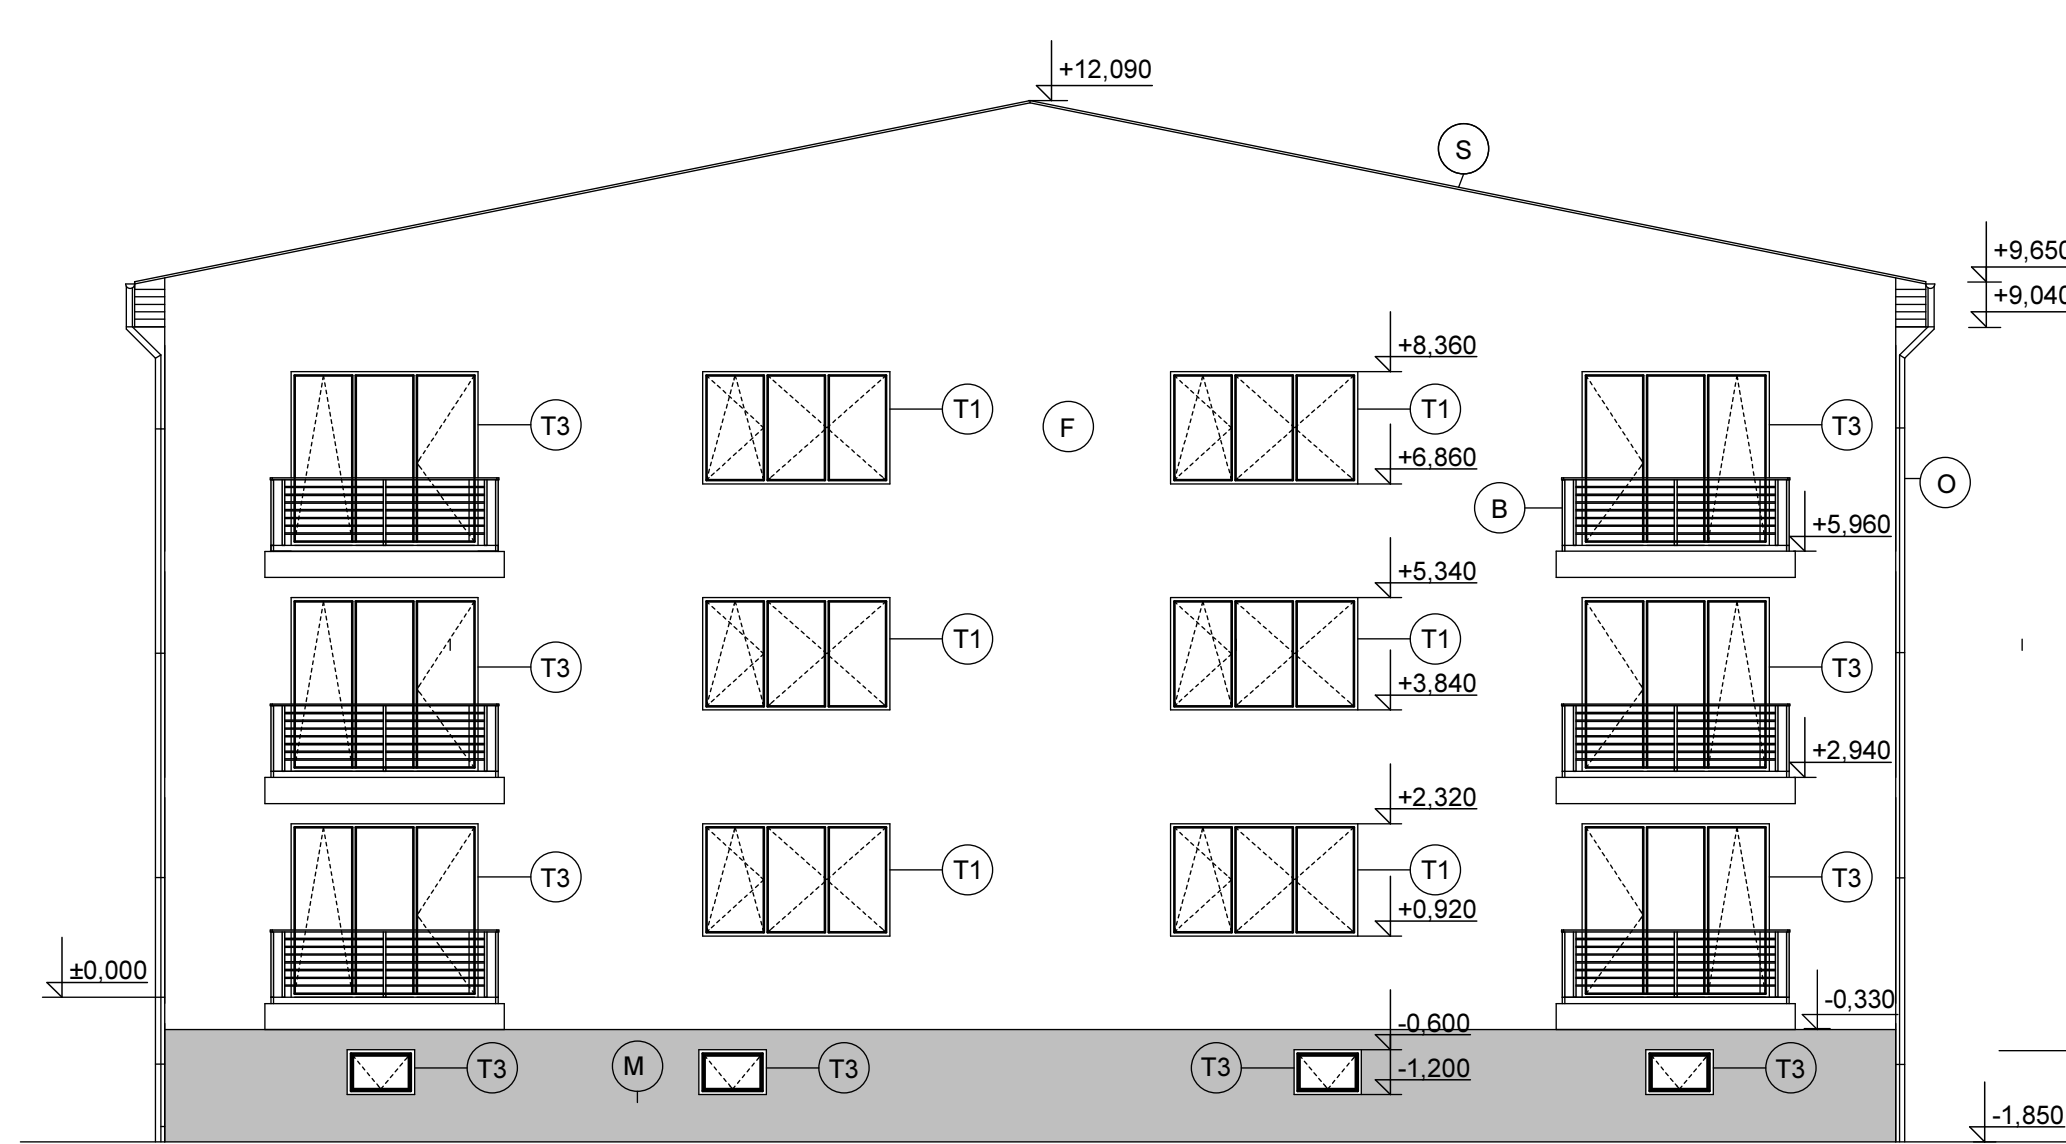 +12,090
S
+9,650
+9,040
+8,360
T3
T1
F
T1
T3
+6,860
O
B
+5,960
+5,340
T3
T1
T1
T3
+3,840
+2,940
+2,320
T3
T1
T1
T3
+0,920
±0,000
-0,330
-0,600
T3
M
T3
T3
-1,200
T3
-1,850